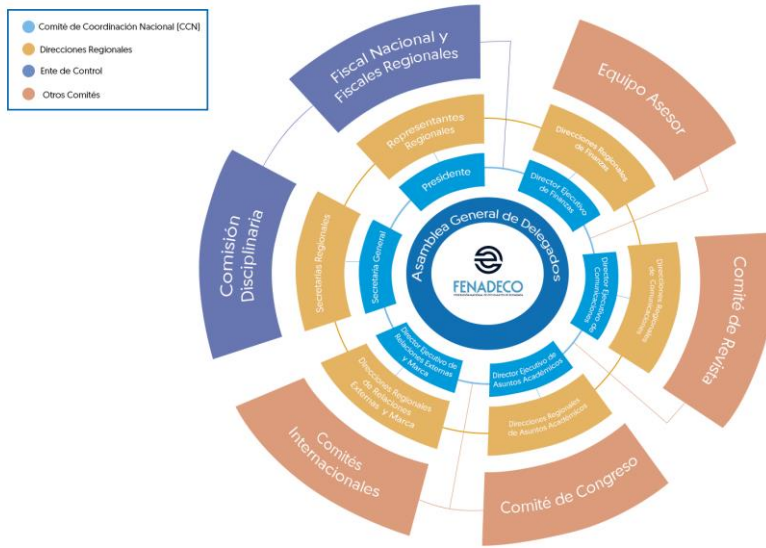 Comité de Coordinación Nacional [CCN]
Direcciones Regionales
Ente de Control
Otros Comités
Fiscal Nacional y
Fiscales Regionales
Equipo Asesor
Comité de Revista
Comité de Congreso
Comités
Internacionales
Comisión
Disciplinaria
Representantes
Regionales
Direcciones Regionales
de Finanzas
Direcciones Regionales
de Comunicaciones
Direcciones Regionales
de Asuntos Académicos
Direcciones Regionales
de Relaciones
Externas y Marca
Secretarías Regionales
Presidente
Director Ejecutivo
de Finanzas
Director Ejecutivo de
Comunicaciones
Director Ejecutivo de
Asuntos Académicos
Director Ejecutivo de
Relaciones Externas
y Marca
Secretaria General
Asamblea General de Delegados
FENADECO